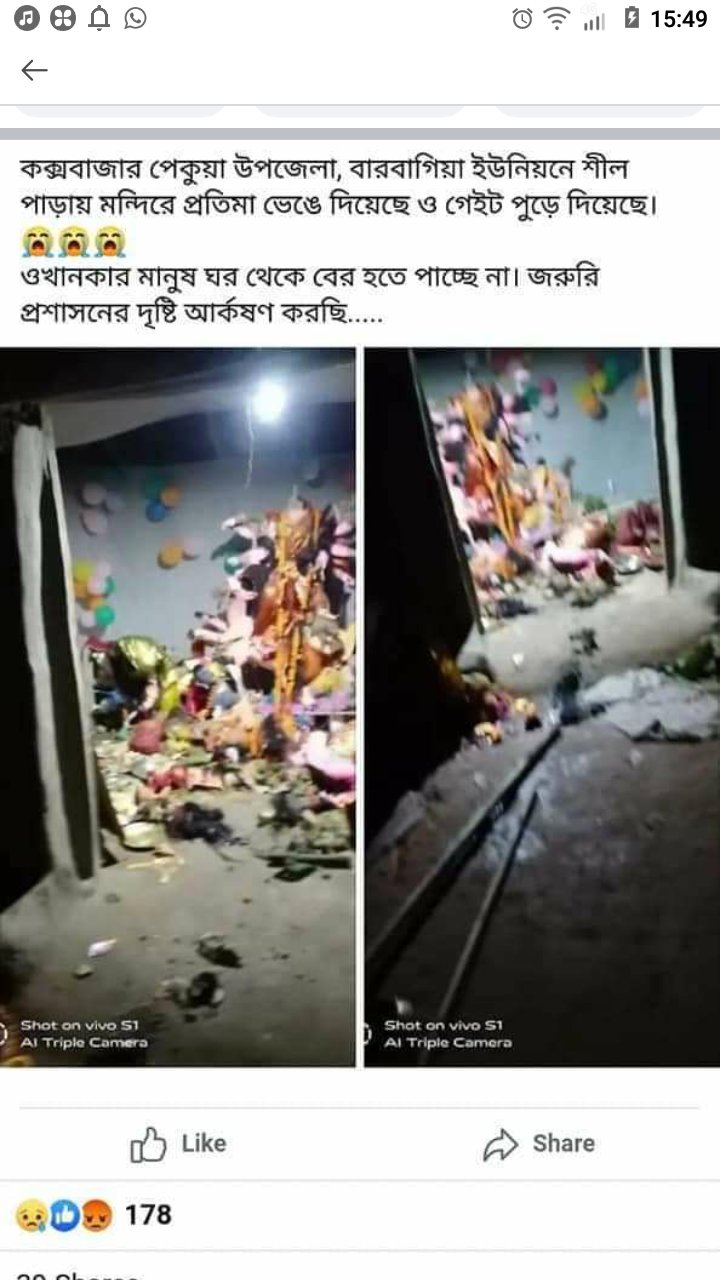 15:49
কক্সবাজার পেকুয়া উপজেলা, বারবাগিয়া ইউনিয়নে শীল
পাড়ায় মন্দিরে প্রতিমা ভেঙে দিয়েছে ও গেইট পুড়ে দিয়েছে।
😭😭😭
ওখানকার মানুষ ঘর থেকে বের হতে পাচ্ছে না। জরুরি
প্রশাসনের দৃষ্টি আর্কষণ করছি.....
Shot on vivo S1
AI Triple Camera
Shot on vivo S1
AI Triple Camera
Like
Share
178